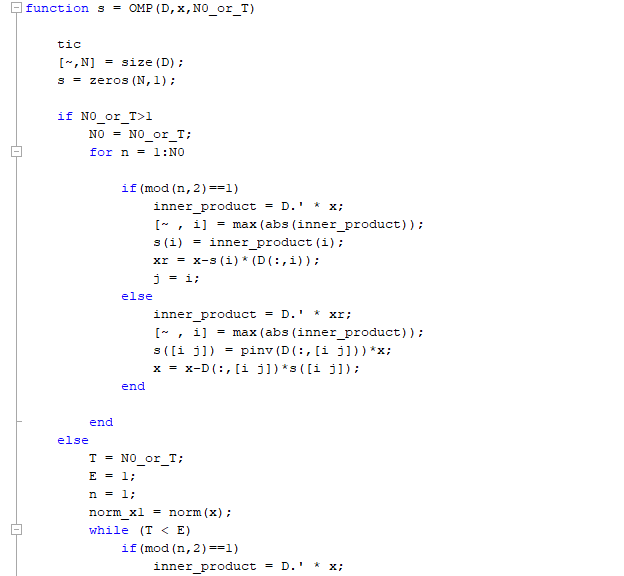 function s = OMP(D,x,N0_or_T)
tic
[~,N] = size(D);
s = zeros(N,1);
if N0_or_T>1
N0 = N0_or_T;
for n = 1:N0
if(mod(n,2)==1)
inner_product = D.' * x;
[~ , i] = max(abs(inner_product));
s(i) = inner_product(i);
xr = x-s(i)*(D(:,i));
j = i;
else
inner_product = D.' * xr;
[~ , i] = max(abs(inner_product));
s([i j]) = pinv(D(:,[i j]))*x;
x = x-D(:,[i j])*s([i j]);
end
end
else
T = N0_or_T;
E = 1;
n = 1;
norm_x1 = norm(x);
while (T < E)
if(mod(n,2)==1)
inner_product = D.' * x;